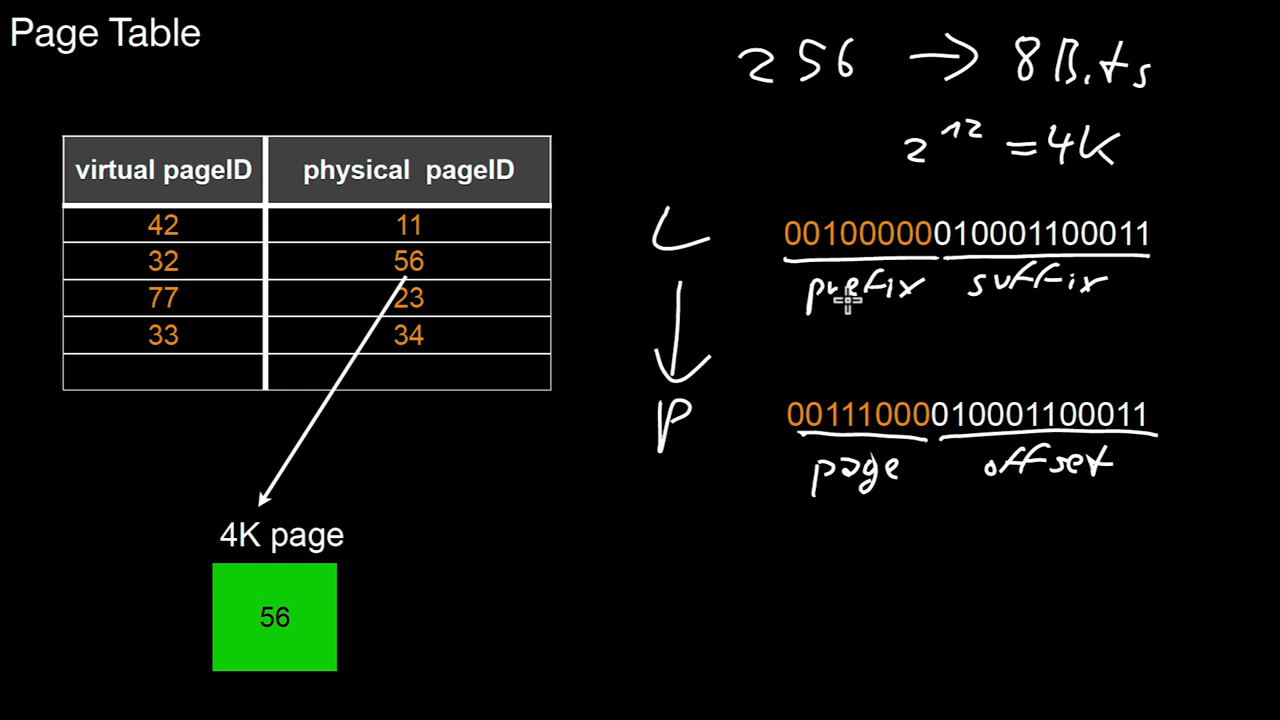 Page Table
256 → 8Bits
2^12 = 4K
virtual pageID physical pageID
42 11
32 56
77 23
33 34
L 00100000010001100011
prefix suffix
P 00111000010001100011
page offset
4K page
56